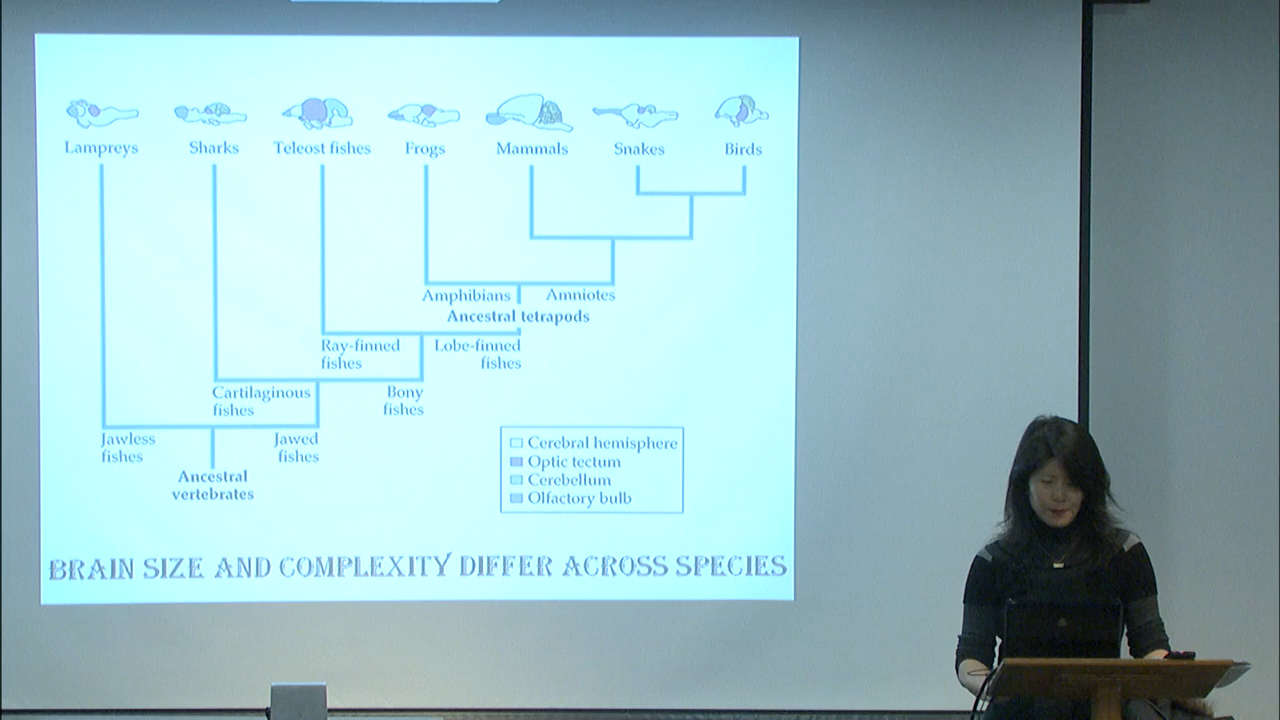 Lampreys Sharks Teleost fishes Frogs Mammals Snakes Birds
Amphibians Amniotes
Ancestral tetrapods
Ray-finned
fishes
Lobe-finned
fishes
Cartilaginous
fishes
Bony
fishes
Jawless
fishes
Jawed
fishes
Ancestral
vertebrates
Cerebral hemisphere
Optic tectum
Cerebellum
Olfactory bulb
BRAIN SIZE AND COMPLEXITY DIFFER ACROSS SPECIES